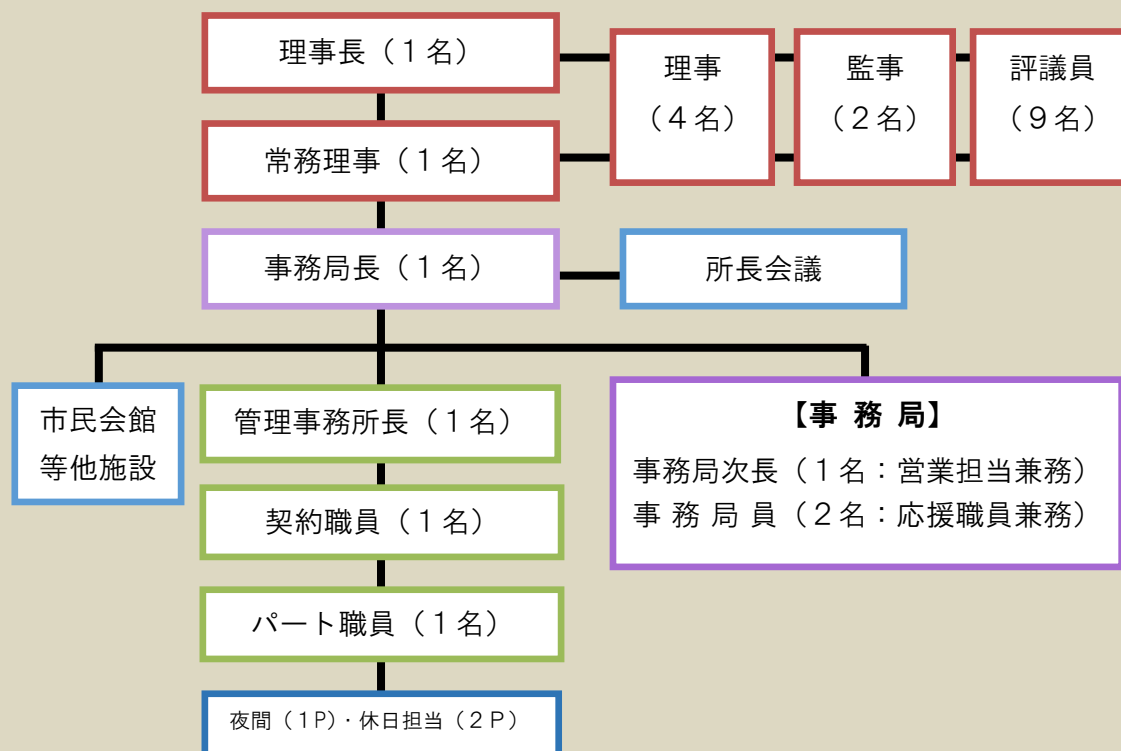 理事長（１名）
理事
（４名）
監事
（２名）
評議員
（９名）
常務理事（１名）
事務局長（１名）
所長会議
市民会館
等他施設
管理事務所長（１名）
契約職員（１名）
パート職員（１名）
夜間（１P）・休日担当（２Ｐ）
【事 務 局】
事務局次長（１名：営業担当兼務）
事 務 局 員（２名：応援職員兼務）